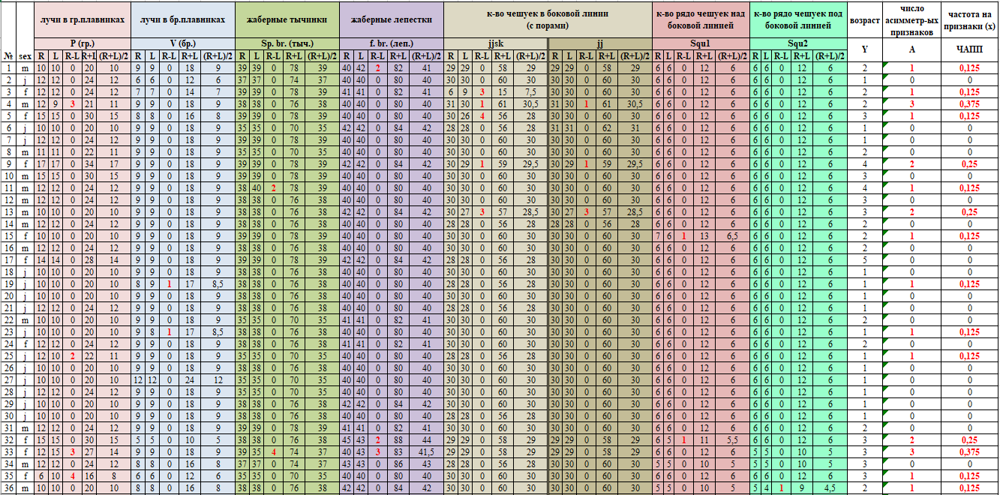 лучи в гр.плавниках лучи в бр.плавниках жаберные тычинки жаберные лепестки к-во чешуек в боковой линии (с порами) к-во рядо чешуек над боковой линией к-во рядо чешуек под боковой линией возраст число асимметр-ых признаков частота на признаки (x)
P (гр.) V (бр.) Sp. br. (тыч.) f. br. (леп.) jjsk jj Squ1 Squ2 Y A ЧАПП
№ sex R L R-L R+L (R+L)/2 R L R-L R+L (R+L)/2 R L R-L R+L (R+L)/2 R L R-L R+L (R+L)/2 R L R-L R+L (R+L)/2 R L R-L R+L (R+L)/2 R L R-L R+L (R+L)/2 R L R-L R+L (R+L)/2
1 m 10 10 0 20 10 9 9 0 18 9 39 39 0 78 39 40 42 2 82 41 29 29 0 58 29 29 29 0 58 29 6 6 0 12 6 6 6 0 12 6 2 1 0,125
2 j 12 12 0 24 12 6 6 0 12 6 37 37 0 74 37 40 40 0 80 40 30 30 0 60 30 30 30 0 60 30 6 6 0 12 6 6 6 0 12 6 1 0 0
3 f 12 12 0 24 12 7 7 0 14 7 39 39 0 78 39 41 41 0 82 41 6 9 3 15 7,5 30 30 0 60 30 6 6 0 12 6 6 6 0 12 6 2 1 0,125
4 m 12 9 3 21 11 9 9 0 18 9 38 38 0 76 38 40 40 0 80 40 31 30 1 61 30,5 31 30 1 61 30,5 6 6 0 12 6 6 6 0 12 6 2 3 0,375
5 f 15 15 0 30 15 8 8 0 16 8 39 39 0 78 39 40 40 0 80 40 30 26 4 56 28 30 30 0 60 30 6 6 0 12 6 6 6 0 12 6 3 1 0,125
6 j 10 10 0 20 10 9 9 0 18 9 35 35 0 70 35 42 42 0 84 42 28 28 0 56 28 31 31 0 62 31 6 6 0 12 6 6 6 0 12 6 1 0 0
7 j 12 12 0 24 12 9 9 0 18 9 39 39 0 78 39 40 40 0 80 40 30 30 0 60 30 30 30 0 60 30 6 6 0 12 6 6 6 0 12 6 1 0 0
8 m 11 11 0 22 11 9 9 0 18 9 35 35 0 70 35 40 40 0 80 40 30 30 0 60 30 30 30 0 60 30 6 6 0 12 6 6 6 0 12 6 2 0 0
9 f 17 17 0 34 17 9 9 0 18 9 39 39 0 78 39 42 42 0 84 42 30 29 1 59 29,5 30 29 1 59 29,5 6 6 0 12 6 6 6 0 12 6 4 2 0,25
10 m 15 15 0 30 15 9 9 0 18 9 39 39 0 78 39 40 40 0 80 40 30 30 0 60 30 30 30 0 60 30 6 6 0 12 6 6 6 0 12 6 3 0 0
11 m 12 12 0 24 12 9 9 0 18 9 38 40 2 78 39 40 40 0 80 40 30 30 0 60 30 30 30 0 60 30 6 6 0 12 6 6 6 0 12 6 4 1 0,125
12 m 12 12 0 24 12 9 9 0 18 9 38 38 0 76 38 40 40 0 80 40 30 30 0 60 30 30 30 0 60 30 6 6 0 12 6 6 6 0 12 6 3 0 0
13 m 12 12 0 24 12 9 9 0 18 9 38 38 0 76 38 42 42 0 84 42 30 27 3 57 28,5 30 27 3 57 28,5 6 6 0 12 6 6 6 0 12 6 3 2 0,25
14 m 12 12 0 24 12 9 9 0 18 9 38 38 0 76 38 40 40 0 80 40 28 28 0 56 28 28 28 0 56 28 6 6 0 12 6 6 6 0 12 6 2 0 0
15 f 10 10 0 20 10 9 9 0 18 9 39 39 0 78 39 40 40 0 80 40 30 30 0 60 30 30 30 0 60 30 7 6 1 13 6,5 6 6 0 12 6 2 1 0,125
16 m 12 12 0 24 12 9 9 0 18 9 38 38 0 76 38 40 40 0 80 40 30 30 0 60 30 30 30 0 60 30 6 6 0 12 6 6 6 0 12 6 2 0 0
17 f 14 14 0 28 14 9 9 0 18 9 39 39 0 78 39 42 42 0 84 42 28 28 0 56 28 30 30 0 60 30 6 6 0 12 6 6 6 0 12 6 5 0 0
18 j 10 10 0 20 10 9 9 0 18 9 38 38 0 76 38 40 40 0 80 40 30 30 0 60 30 30 30 0 60 30 6 6 0 12 6 6 6 0 12 6 1 0 0
19 j 10 10 0 20 10 8 9 1 17 8,5 38 38 0 76 38 40 40 0 80 40 28 28 0 56 28 30 30 0 60 30 6 6 0 12 6 6 6 0 12 6 1 1 0,125
20 j 10 10 0 20 10 9 9 0 18 9 38 38 0 76 38 40 40 0 80 40 30 30 0 60 30 30 30 0 60 30 6 6 0 12 6 6 6 0 12 6 1 0 0
21 j 12 12 0 24 12 9 9 0 18 9 38 38 0 76 38 40 40 0 80 40 28 28 0 56 28 30 30 0 60 30 6 6 0 12 6 6 6 0 12 6 1 0 0
22 m 10 10 0 20 10 9 9 0 18 9 35 35 0 70 35 41 41 0 82 41 30 30 0 60 30 30 30 0 60 30 6 6 0 12 6 6 6 0 12 6 2 0 0
23 j 10 10 0 20 10 9 8 1 17 8,5 38 38 0 76 38 40 40 0 80 40 30 30 0 60 30 30 30 0 60 30 6 6 0 12 6 6 6 0 12 6 1 1 0,125
24 f 12 12 0 24 12 9 9 0 18 9 38 38 0 76 38 41 41 0 82 41 30 30 0 60 30 30 30 0 60 30 6 6 0 12 6 6 6 0 12 6 2 0 0
25 j 12 10 2 22 11 9 9 0 18 9 35 35 0 70 35 40 40 0 80 40 28 28 0 56 28 30 30 0 60 30 6 6 0 12 6 6 6 0 12 6 1 1 0,125
26 j 10 10 0 20 10 9 9 0 18 9 38 38 0 76 38 40 40 0 80 40 30 30 0 60 30 30 30 0 60 30 6 6 0 12 6 6 6 0 12 6 1 0 0
27 j 10 10 0 20 10 12 12 0 24 12 35 35 0 70 35 40 40 0 80 40 30 30 0 60 30 30 30 0 60 30 6 6 0 12 6 6 6 0 12 6 1 0 0
28 j 12 12 0 24 12 9 9 0 18 9 35 35 0 70 35 40 40 0 80 40 30 30 0 60 30 30 30 0 60 30 6 6 0 12 6 6 6 0 12 6 1 0 0
29 j 10 10 0 20 10 9 9 0 18 9 38 38 0 76 38 42 42 0 84 42 30 30 0 60 30 30 30 0 60 30 6 6 0 12 6 6 6 0 12 6 1 0 0
30 j 10 10 0 20 10 9 9 0 18 9 38 38 0 76 38 40 40 0 80 40 28 28 0 56 28 30 30 0 60 30 6 6 0 12 6 6 6 0 12 6 1 0 0
31 m 12 12 0 24 12 9 9 0 18 9 38 38 0 76 38 41 41 0 82 41 30 30 0 60 30 30 30 0 60 30 6 6 0 12 6 6 6 0 12 6 2 0 0
32 f 15 15 0 30 15 5 5 0 10 5 38 38 0 76 38 45 43 2 88 44 29 29 0 58 29 29 29 0 58 29 6 5 1 11 5,5 6 6 0 12 6 3 2 0,25
33 f 12 15 3 27 14 9 9 0 18 9 39 35 4 74 37 40 43 3 83 41,5 29 29 0 58 29 29 29 0 58 29 6 6 0 12 6 5 5 0 10 5 3 3 0,375
34 m 12 12 0 24 12 8 8 0 16 8 37 37 0 74 37 43 43 0 86 43 28 28 0 56 28 30 30 0 60 30 5 5 0 10 5 5 5 0 10 5 3 0 0
35 f 6 10 4 16 8 6 6 0 12 6 35 35 0 70 35 40 40 0 80 40 30 30 0 60 30 30 30 0 60 30 6 6 0 12 6 6 6 0 12 6 3 1 0,125
36 m 10 10 0 20 10 8 8 0 16 8 38 38 0 76 38 42 42 0 84 42 30 30 0 60 30 30 30 0 60 30 5 5 0 10 5 5 4 1 9 4,5 2 1 0,125